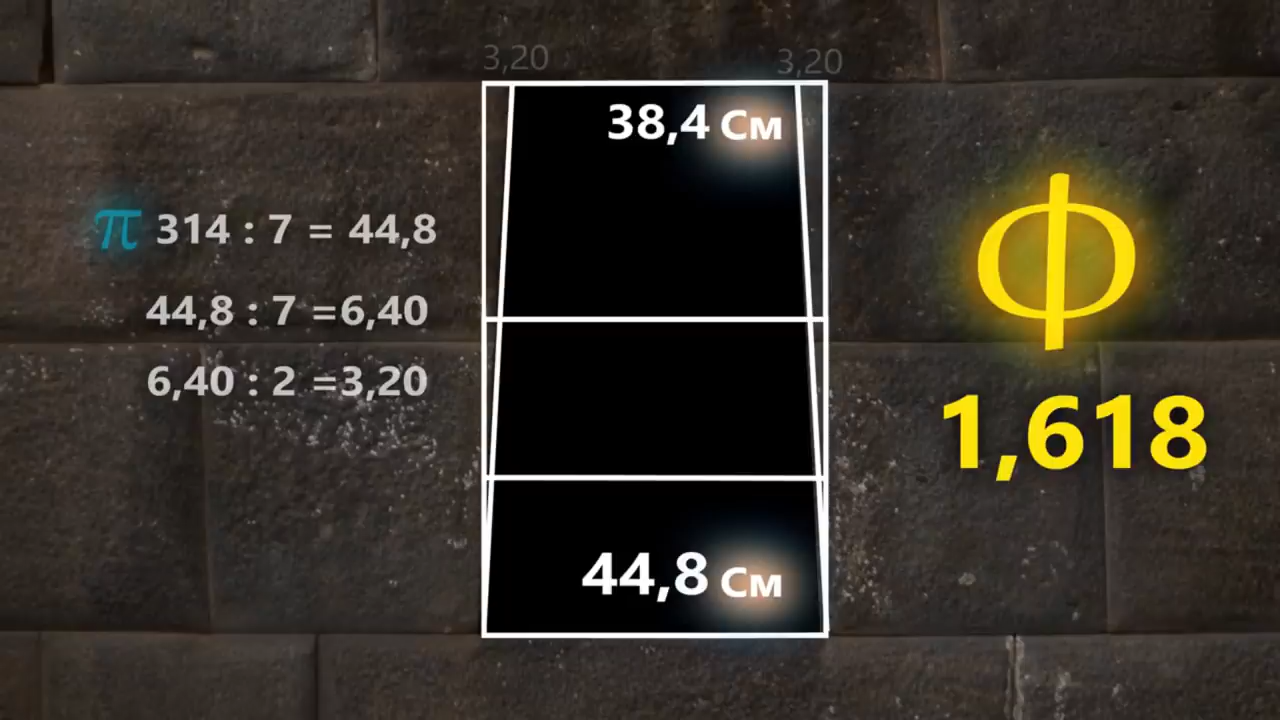 3,20 3,20
38,4 См
π 314 : 7 = 44,8
44,8 : 7 =6,40
6,40 : 2 =3,20
44,8 См
Ф
1,618